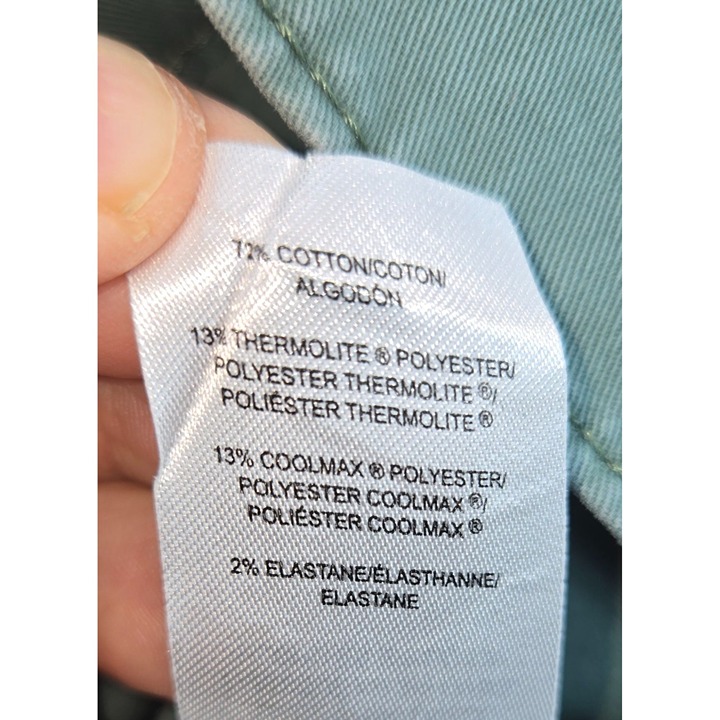 72% COTTON/COTON/
ALGODÓN
13% THERMOLITE ® POLYESTER/
POLYESTER THERMOLITE ®/
POLIÉSTER THERMOLITE ®
13% COOLMAX ® POLYESTER/
POLYESTER COOLMAX ®/
POLIÉSTER COOLMAX ®
2% ELASTANE/ÉLASTHANNE/
ELASTANE